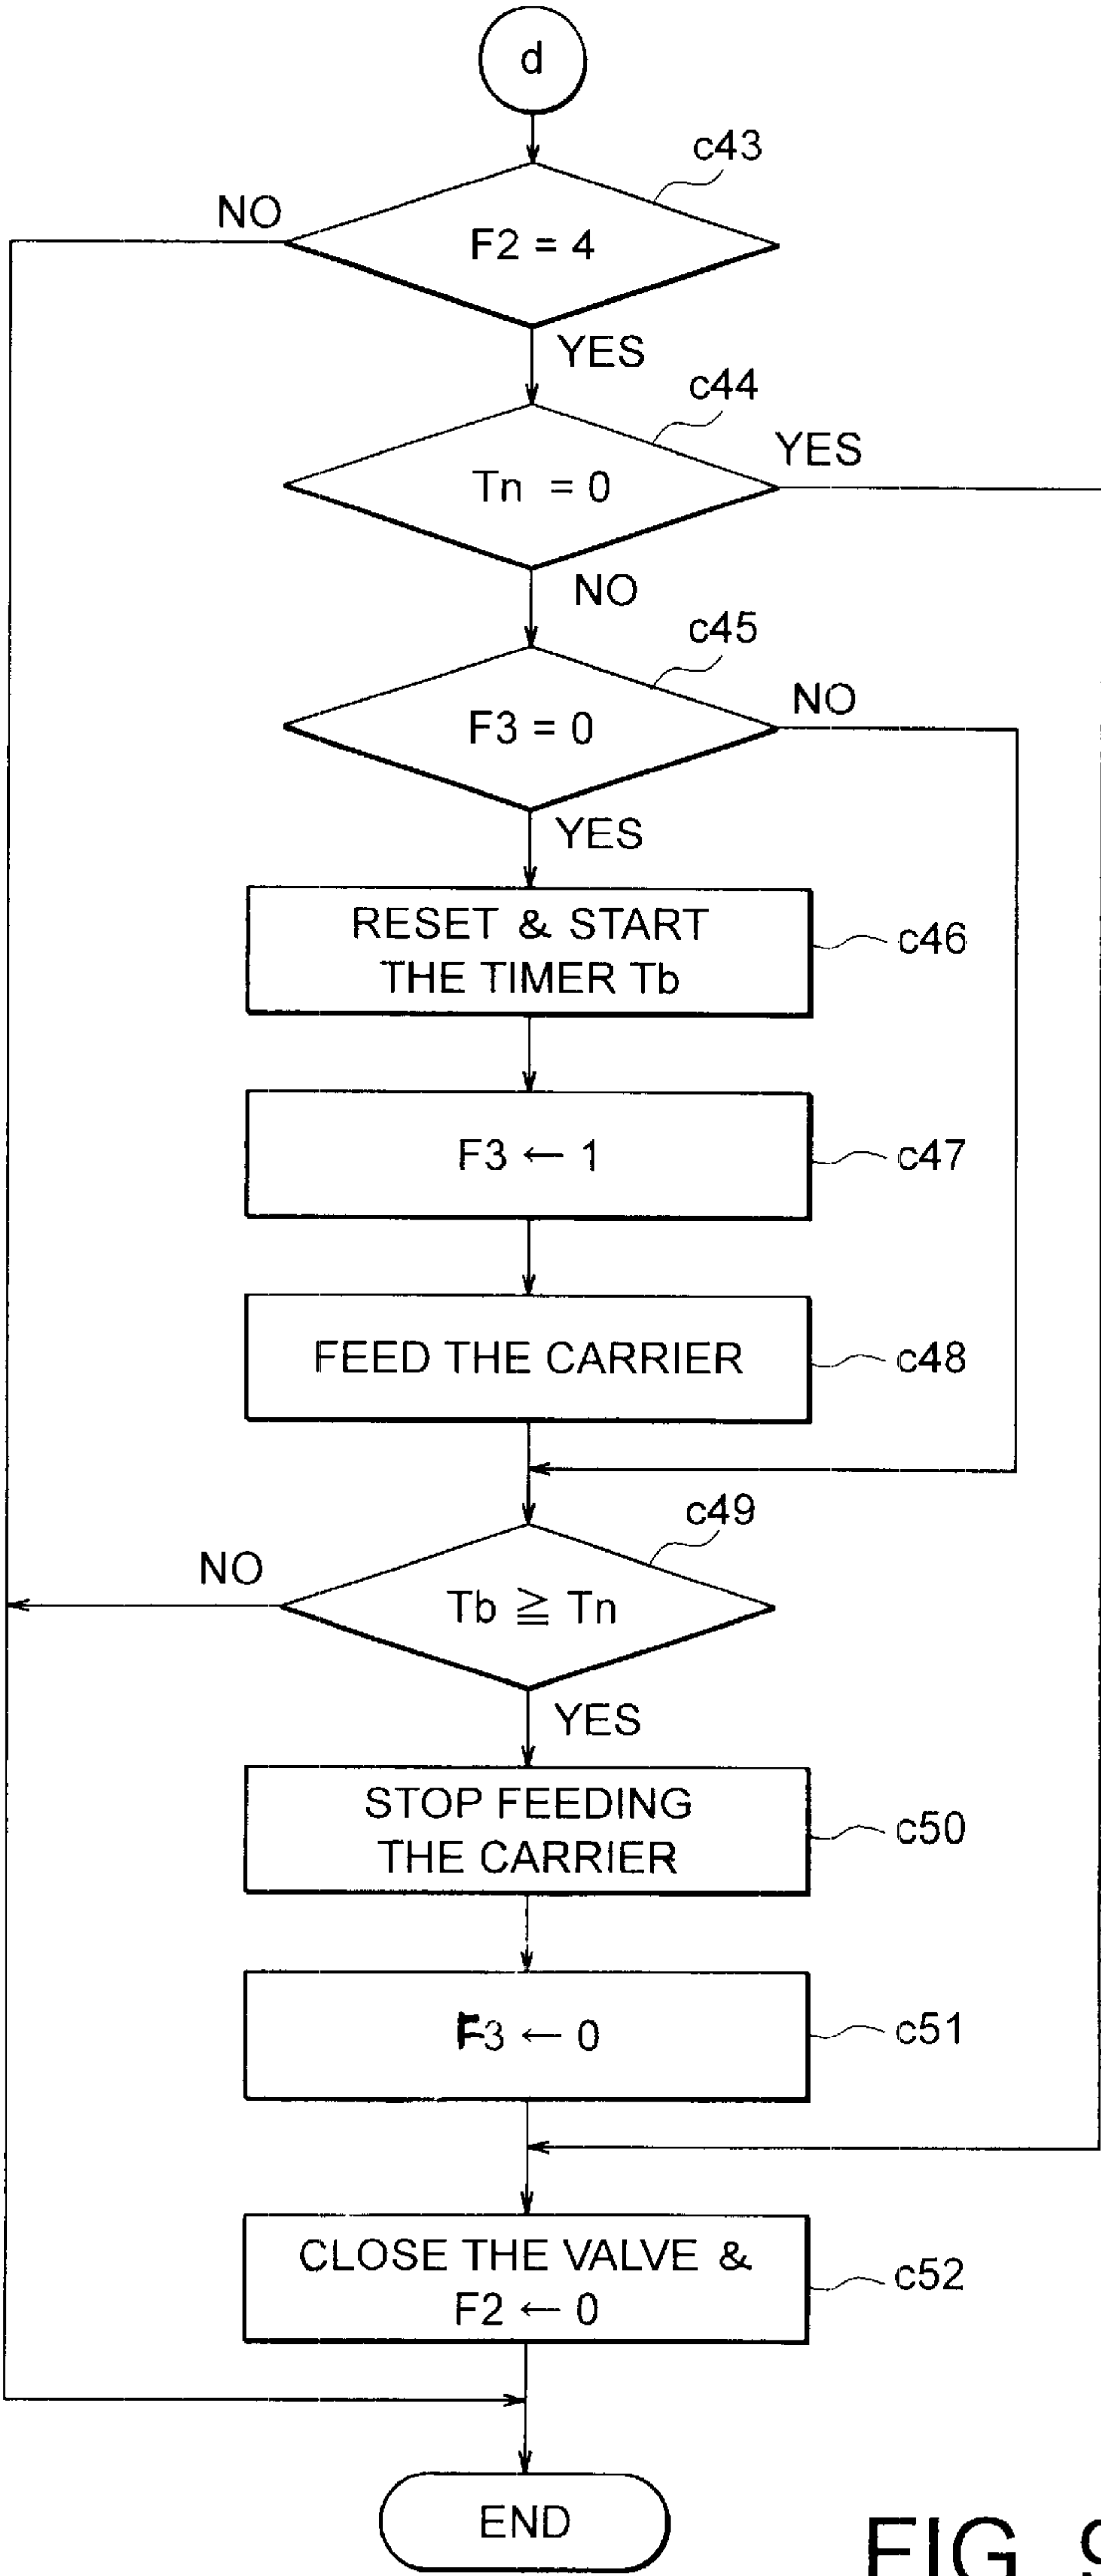 d
c43
NO
F2 = 4
YES
c44
YES
Tn = 0
NO
c45
NO
F3 = 0
YES
RESET & START
THE TIMER Tb
c46
F3 ← 1
c47
FEED THE CARRIER
c48
c49
NO
Tb ≧ Tn
YES
STOP FEEDING
THE CARRIER
c50
F3 ← 0
c51
CLOSE THE VALVE &
F2 ← 0
c52
END
FIG. 9